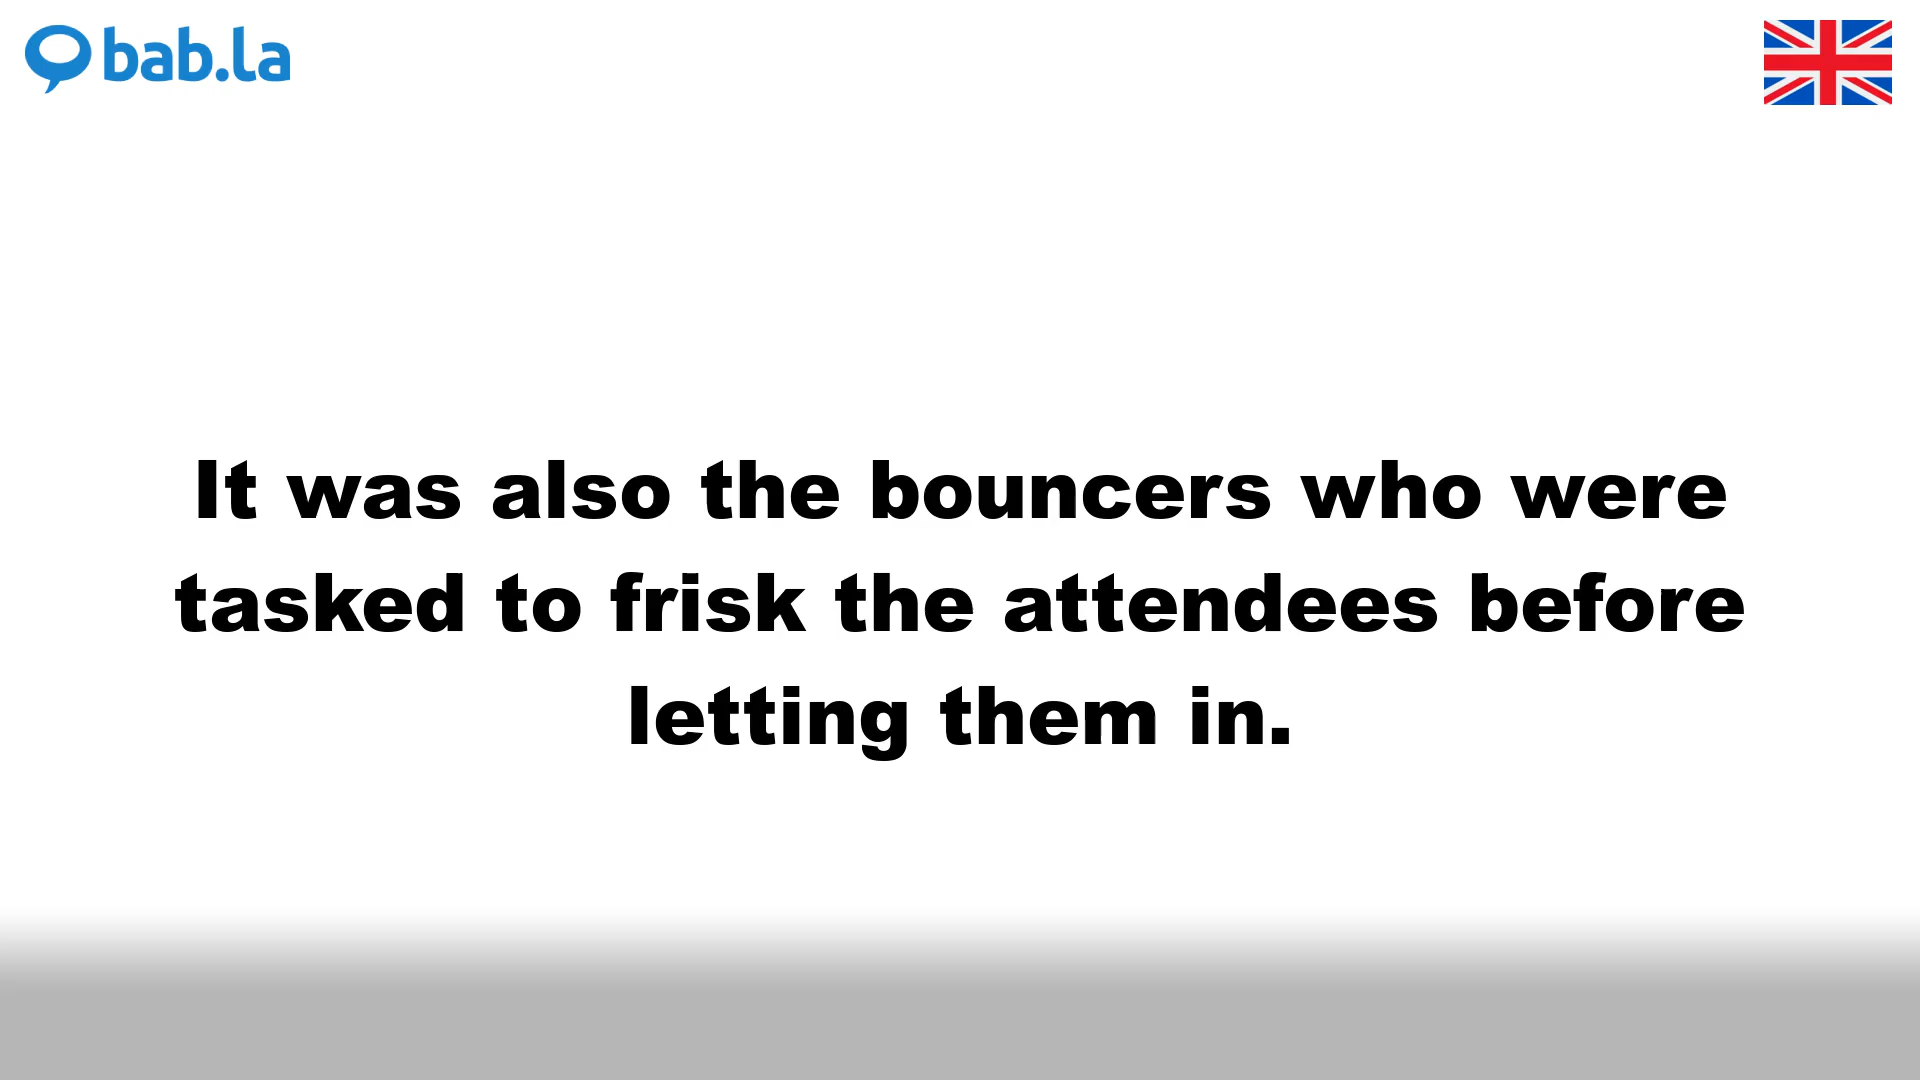 bab.la
It was also the bouncers who were
tasked to frisk the attendees before
letting them in.